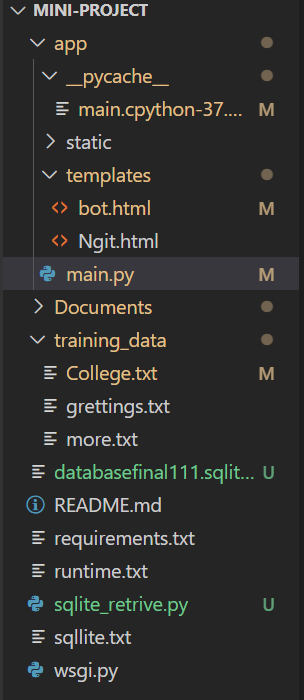 MINI-PROJECT
app
__pycache__
main.cpython-37.... M
static
templates
bot.html M
Ngit.html
main.py M
Documents
training_data
College.txt M
grettings.txt
more.txt
databasefinal111.sqlit... U
README.md
requirements.txt
runtime.txt
sqlite_retrive.py U
sqllite.txt
wsgi.py